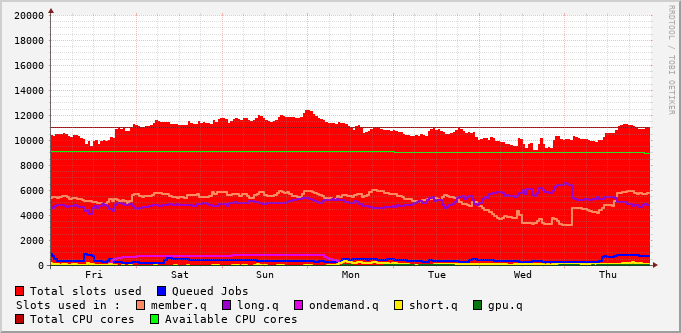 RRDTOOL / TOBI OETIKER
20000
18000
16000
14000
12000
10000
8000
6000
4000
2000
0
Fri Sat Sun Mon Tue Wed Thu
Total slots used Queued Jobs
Slots used in : member.q long.q ondemand.q short.q gpu.q
Total CPU cores Available CPU cores